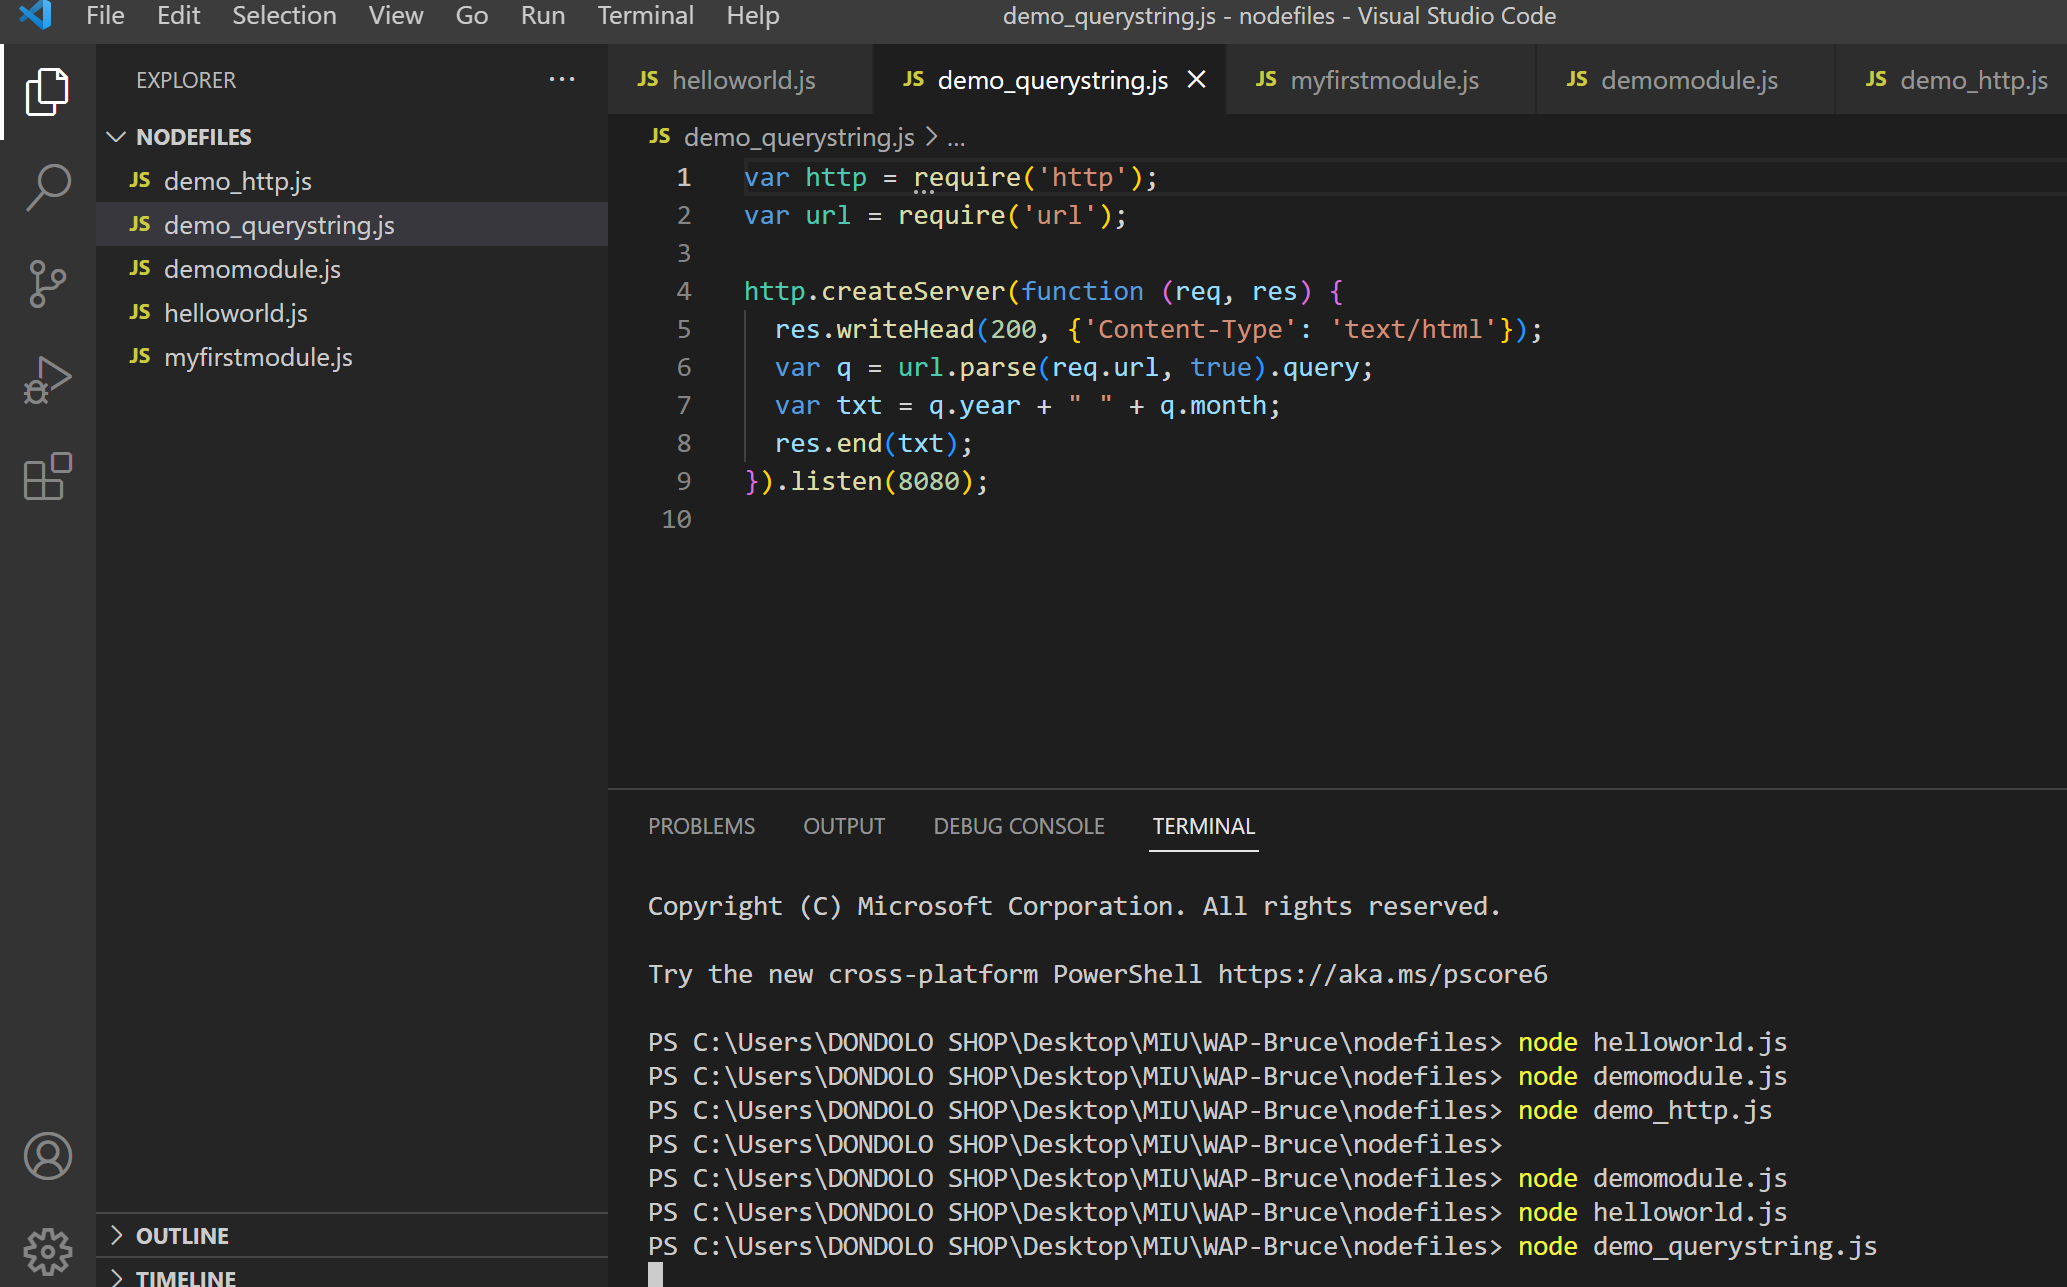 File Edit Selection View Go Run Terminal Help demo_querystring.js - nodefiles - Visual Studio Code
EXPLORER ···
NODEFILES
JS demo_http.js
JS demo_querystring.js
JS demomodule.js
JS helloworld.js
JS myfirstmodule.js
OUTLINE
TIMELINE
JS helloworld.js JS demo_querystring.js JS myfirstmodule.js JS demomodule.js JS demo_http.js
JS demo_querystring.js > ...
1 var http = require('http');
2 var url = require('url');
3
4 http.createServer(function (req, res) {
5   res.writeHead(200, {'Content-Type': 'text/html'});
6   var q = url.parse(req.url, true).query;
7   var txt = q.year + " " + q.month;
8   res.end(txt);
9 }).listen(8080);
10
PROBLEMS OUTPUT DEBUG CONSOLE TERMINAL
Copyright (C) Microsoft Corporation. All rights reserved.
Try the new cross-platform PowerShell https://aka.ms/pscore6
PS C:\Users\DONDOLO SHOP\Desktop\MIU\WAP-Bruce\nodefiles> node helloworld.js
PS C:\Users\DONDOLO SHOP\Desktop\MIU\WAP-Bruce\nodefiles> node demomodule.js
PS C:\Users\DONDOLO SHOP\Desktop\MIU\WAP-Bruce\nodefiles> node demo_http.js
PS C:\Users\DONDOLO SHOP\Desktop\MIU\WAP-Bruce\nodefiles>
PS C:\Users\DONDOLO SHOP\Desktop\MIU\WAP-Bruce\nodefiles> node demomodule.js
PS C:\Users\DONDOLO SHOP\Desktop\MIU\WAP-Bruce\nodefiles> node helloworld.js
PS C:\Users\DONDOLO SHOP\Desktop\MIU\WAP-Bruce\nodefiles> node demo_querystring.js